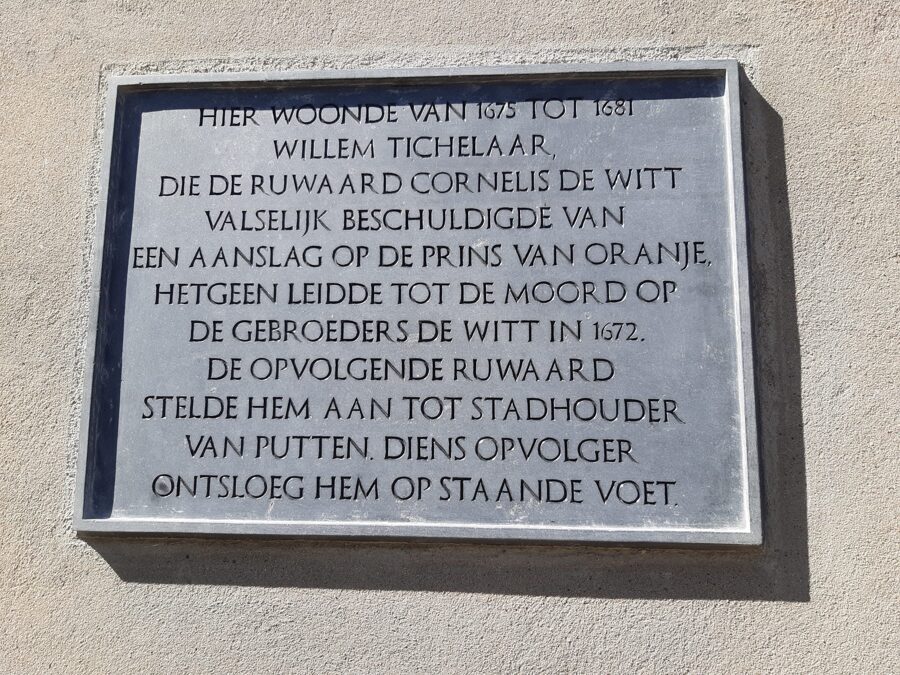 HIER WOONDE VAN 1675 TOT 1681
WILLEM TICHELAAR,
DIE DE RUWAARD CORNELIS DE WITT
VALSELIJK BESCHULDIGDE VAN
EEN AANSLAG OP DE PRINS VAN ORANJE,
HETGEEN LEIDDE TOT DE MOORD OP
DE GEBROEDERS DE WITT IN 1672.
DE OPVOLGENDE RUWAARD
STELDE HEM AAN TOT STADHOUDER
VAN PUTTEN. DIENS OPVOLGER
ONTSLOEG HEM OP STAANDE VOET.